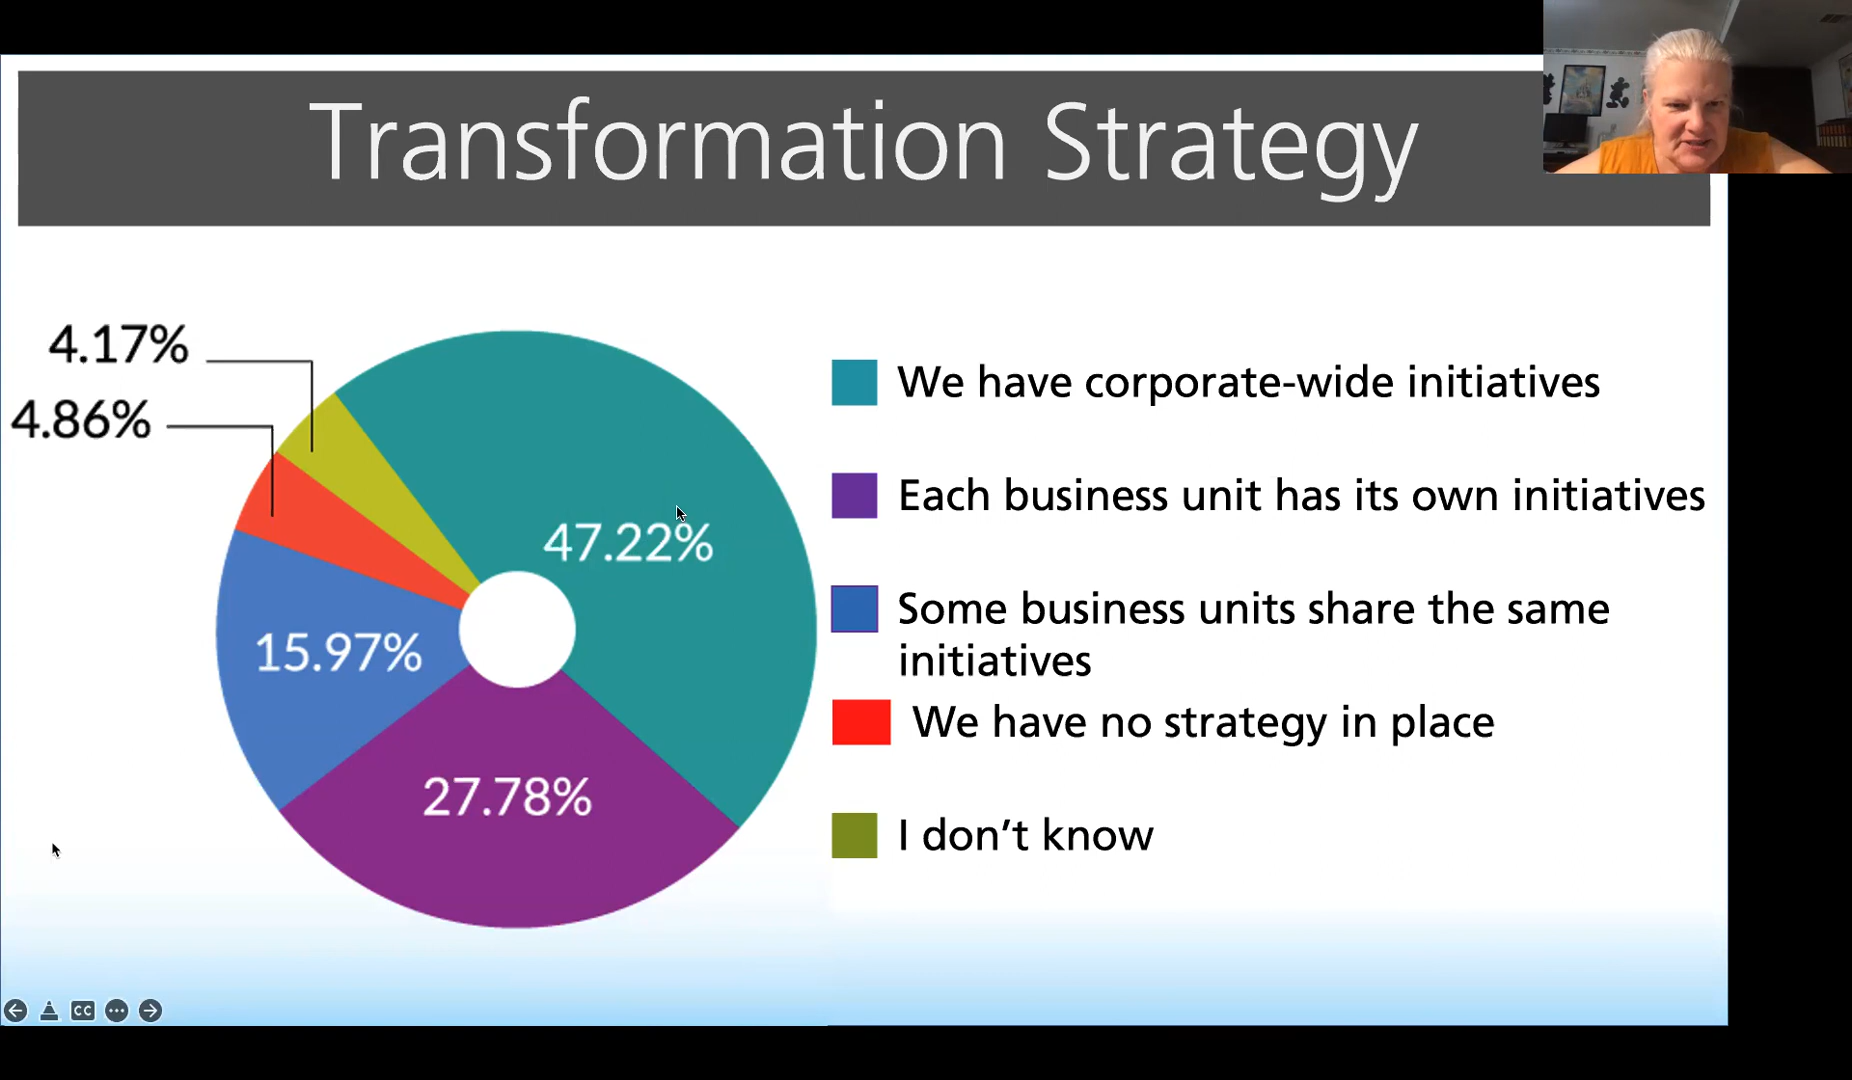 Transformation Strategy
4.17%
4.86%
47.22%
15.97%
27.78%
We have corporate-wide initiatives
Each business unit has its own initiatives
Some business units share the same
initiatives
We have no strategy in place
I don’t know
CC